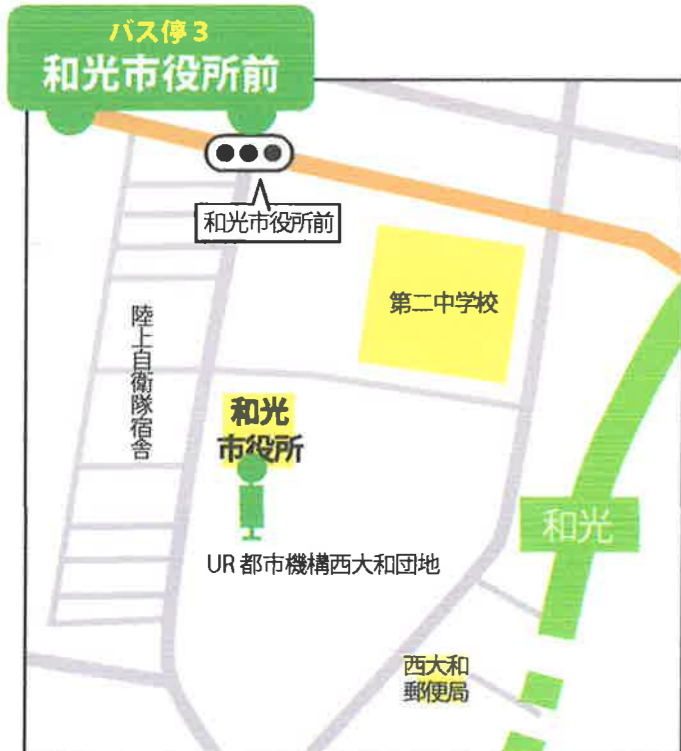 バス停3
和光市役所前
和光市役所前
第二中学校
陸上自衛隊宿舎
和光
市役所
和光
UR都市機構西大和団地
西大和
郵便局